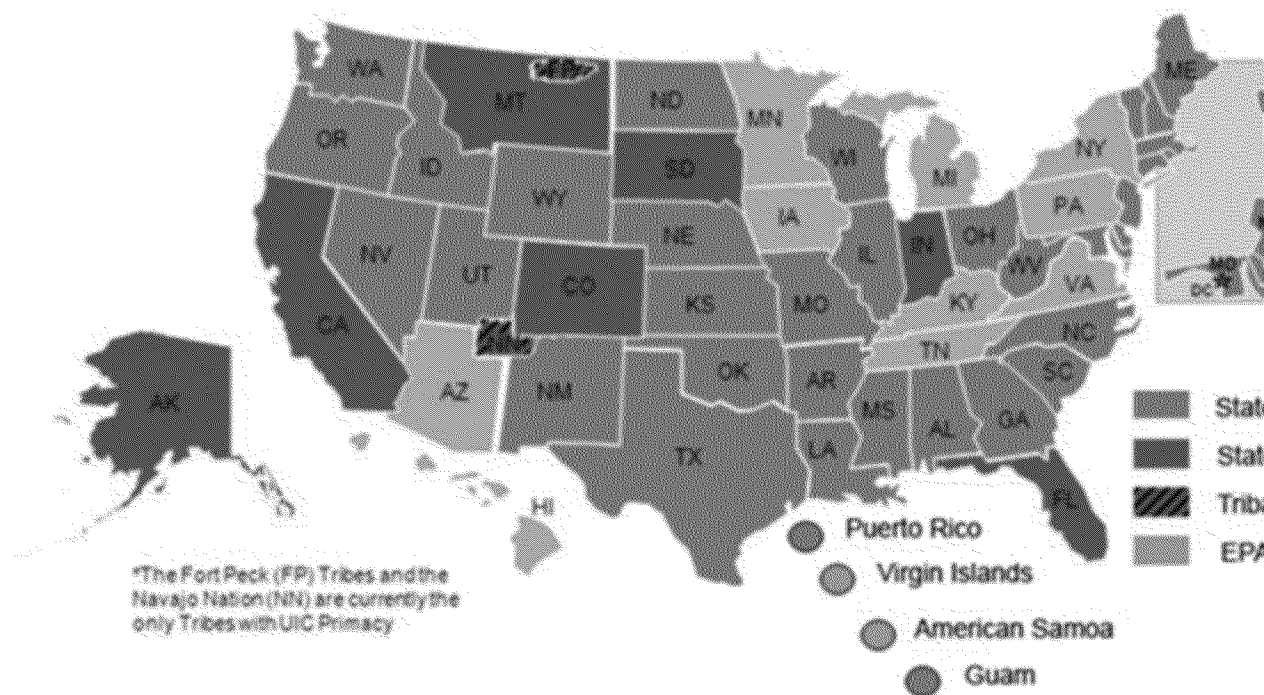 WA
MT
ND
MN
ME
OR
ID
SD
WI
NY
MI
WY
IA
PA
NE
NV
UT
IL
IN
OH
WV
CO
KS
MO
KY
VA
CA
DC
TN
NC
AZ
NM
OK
AR
SC
AK
MS
AL
GA
TX
LA
FL
HI
Puerto Rico
Virgin Islands
American Samoa
Guam
State
State
Triba
EPA
*The Fort Peck (FP) Tribes and the
Navajo Nation (NN) are currently the
only Tribes with UIC Primacy